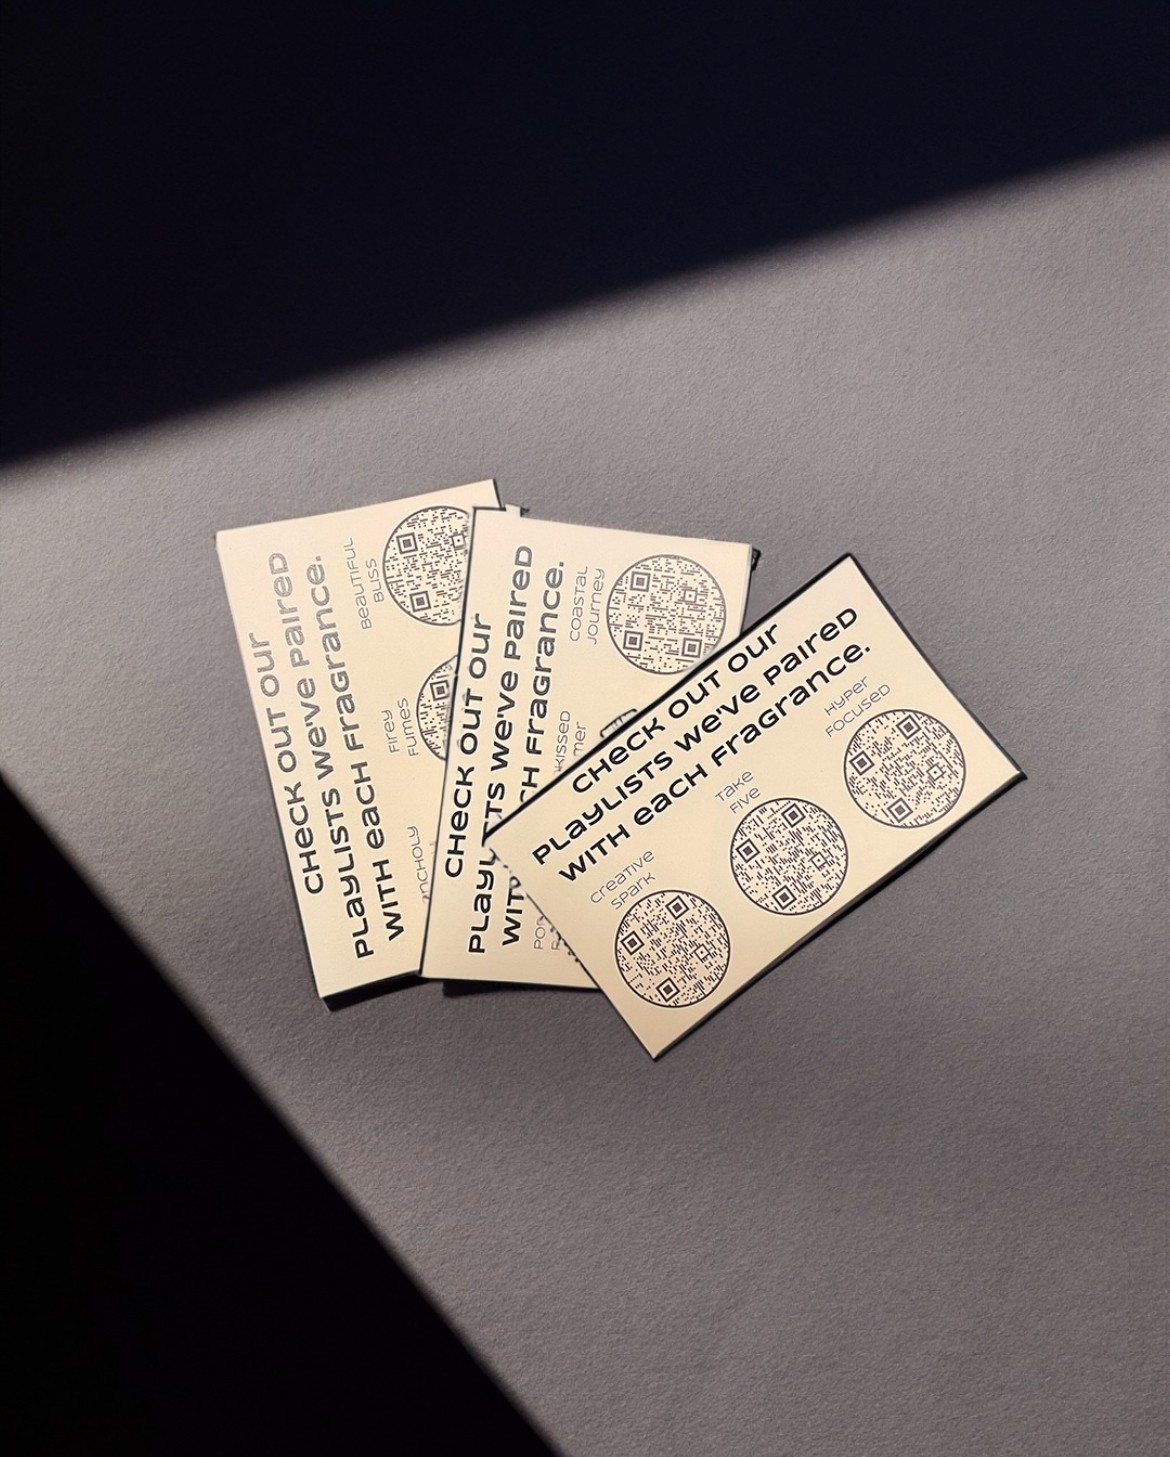 CHECK OUT OUR
PLAYLISTS WE'VE PAIRED
WITH EACH FRAGRANCE.
BEAUTIFUL
BLISS
FIREY
FUMES
CHECK OUT OUR
PLAYLISTS WE'VE PAIRED
FRAGRANCE.
COASTAL
JOURNEY
CHECK OUT OUR
PLAYLISTS WE'VE PAIRED
WITH EACH FRAGRANCE.
CREATIVE
SPARK
TAKE
FIVE
HYPER
FOCUSED